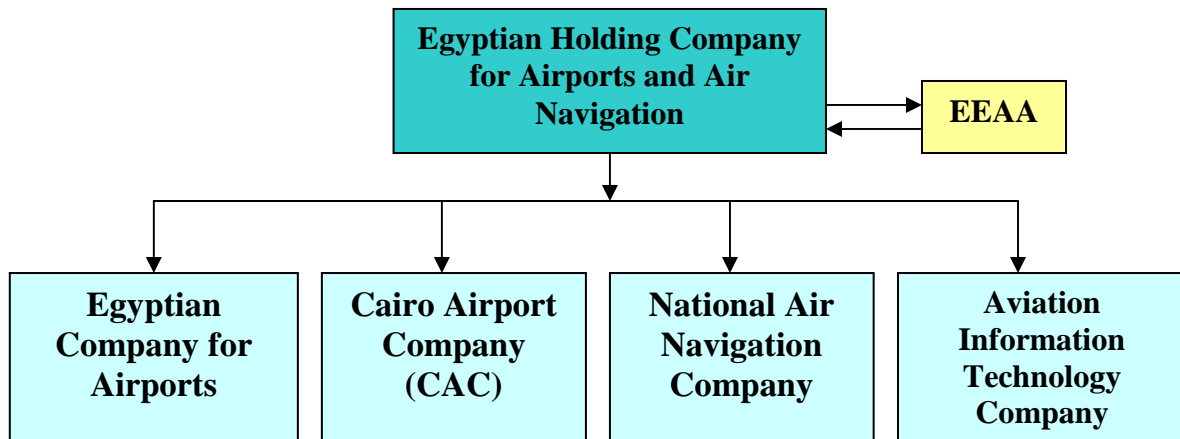 Egyptian Holding Company
for Airports and Air
Navigation
EEAA
Egyptian
Company for
Airports
Cairo Airport
Company
(CAC)
National Air
Navigation
Company
Aviation
Information
Technology
Company